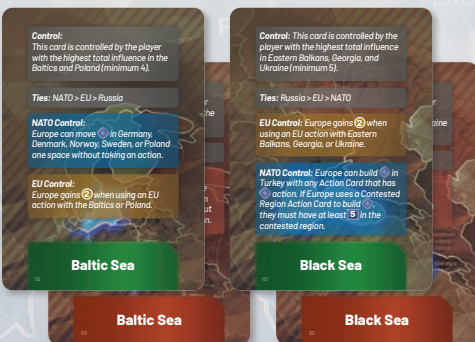 Control:
This card is controlled by the player
with the highest total influence in the
Baltics and Poland (minimum 4).
Ties: NATO > EU > Russia
NATO Control:
Europe can move in Germany,
Denmark, Norway, Sweden, or Poland
one space without taking an action.
EU Control:
Europe gains 2 when using an EU
action with the Baltics or Poland.
59
Baltic Sea
Control:
This card is controlled by the player
with the highest total influence
in Eastern Balkans, Georgia, and
Ukraine (minimum 5).
Ties: Russia > EU > NATO
EU Control: Europe gains 2 when
using an EU action with Eastern
Balkans, Georgia, or Ukraine.
NATO Control: Europe can build in
Turkey with any Action Card that has
action. If Europe uses a Contested
Region Action Card to build ,
they must have at least 5 in the
contested region.
60
Black Sea
Baltic Sea
Black Sea